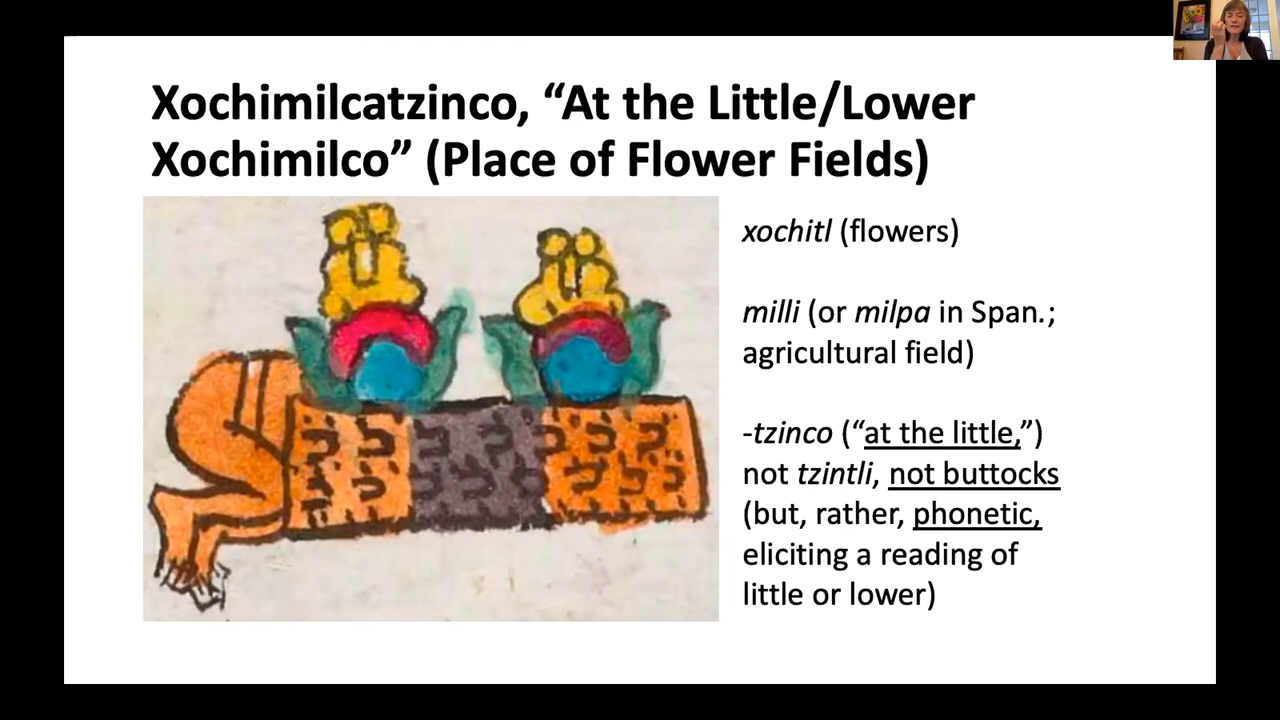 Xochimilcatzinco, “At the Little/Lower
Xochimilco” (Place of Flower Fields)
xochitl (flowers)
milli (or milpa in Span.;
agricultural field)
-tzinco (“at the little,”)
not tzintli, not buttocks
(but, rather, phonetic,
eliciting a reading of
little or lower)